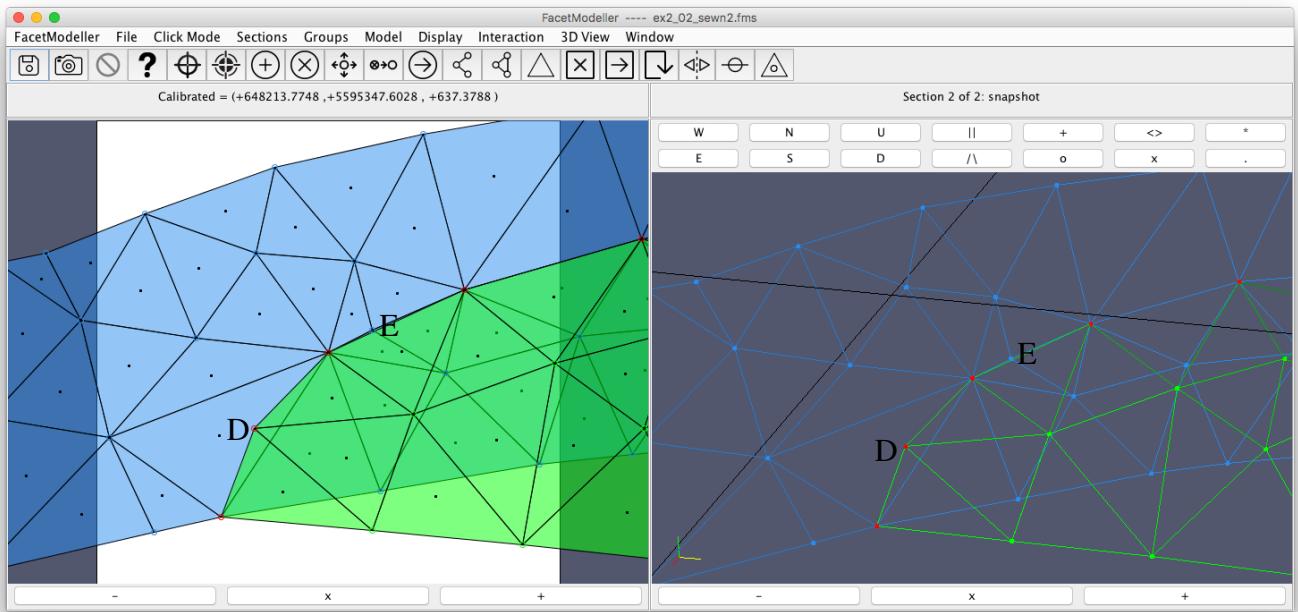 FacetModeller ---- ex2_02_sewn2.fms
FacetModeller File Click Mode Sections Groups Model Display Interaction 3D View Window
?
Calibrated = (+648213.7748 ,+5595347.6028 , +637.3788 )
Section 2 of 2: snapshot
W N U || + <> *
E S D /\ o x .
E
D
E
D
- x +
- x +